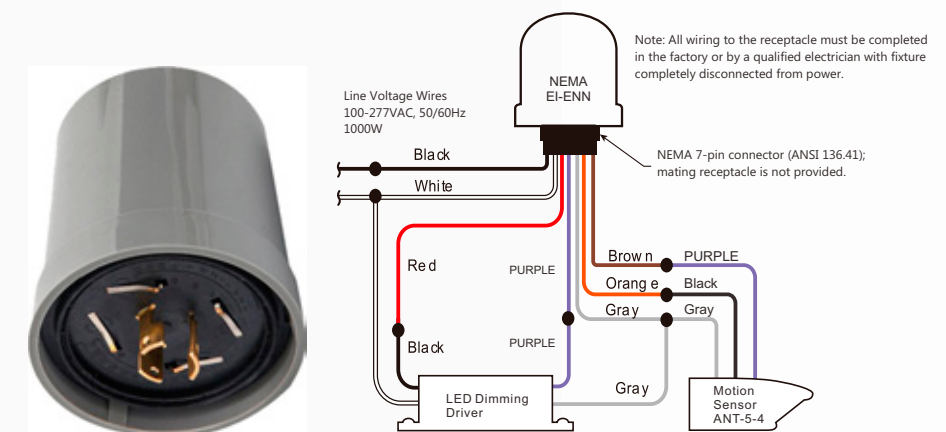 Note: All wiring to the receptacle must be completed
in the factory or by a qualified electrician with fixture
completely disconnected from power.
NEMA
EI-ENN
Line Voltage Wires
100-277VAC, 50/60Hz
1000W
NEMA 7-pin connector (ANSI 136.41);
mating receptacle is not provided.
Black
White
Red
PURPLE
Brown
PURPLE
Orange
Black
Gray
Gray
Black
PURPLE
Gray
LED Dimming
Driver
Motion
Sensor
ANT-5-4